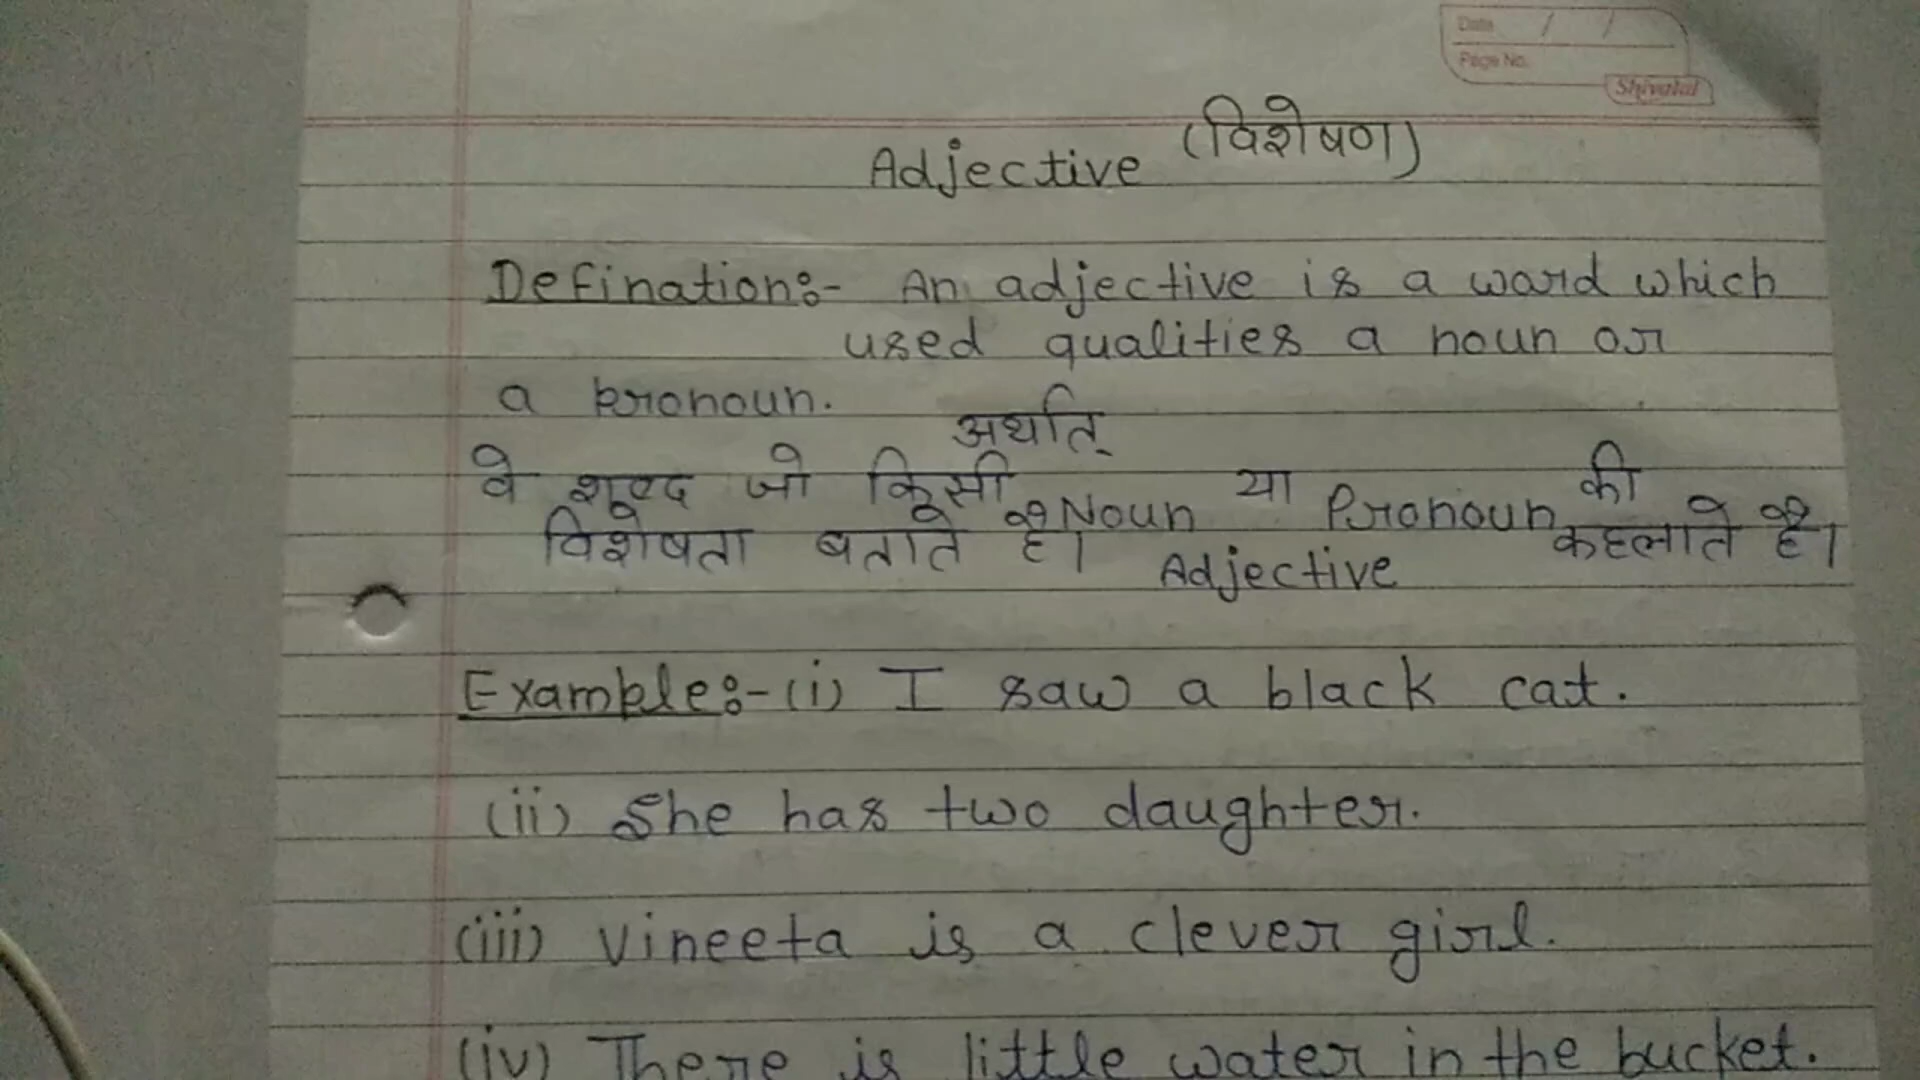 Date / /
Page No.
Shivalal
Adjective (विशेषण)
Defination:- An adjective is a word which
used qualities a noun or
a pronoun.
अर्थात्
वे शब्द जो किसी Noun या Pronoun की
विशेषता बताते है। Adjective कहलाते है।
Example:- (i) I saw a black cat.
(ii) She has two daughter.
(iii) Vineeta is a clever girl.
(iv) There is little water in the bucket.